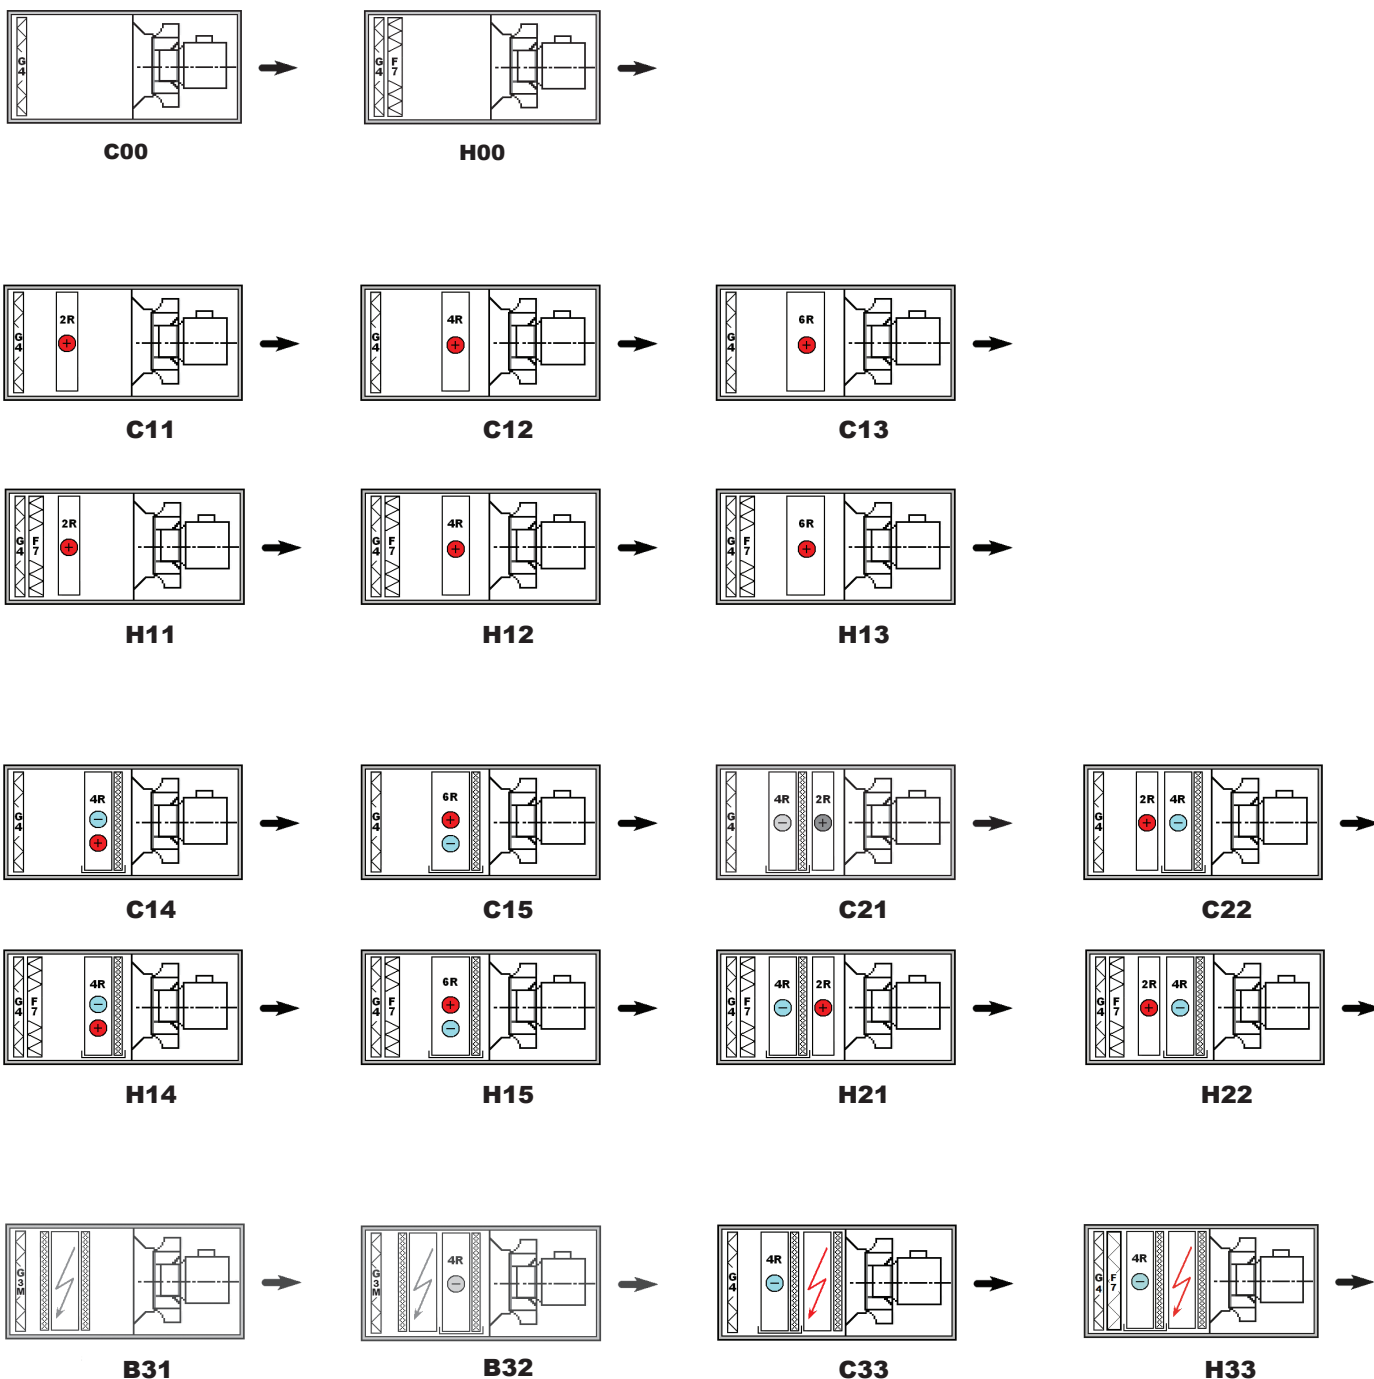 G4
G4 F7
C00 H00
2R 4R 6R
G4 G4 G4
C11 C12 C13
2R 4R 6R
G4 F7 G4 F7 G4 F7
H11 H12 H13
4R 6R 4R 2R 2R 4R
G4 G4 G4 G4
C14 C15 C21 C22
4R 6R 4R 2R 2R 4R
G4 F7 G4 F7 G4 F7 G4 F7
H14 H15 H21 H22
4R 4R 4R
G3M G3M G4 G4 F7
B31 B32 C33 H33